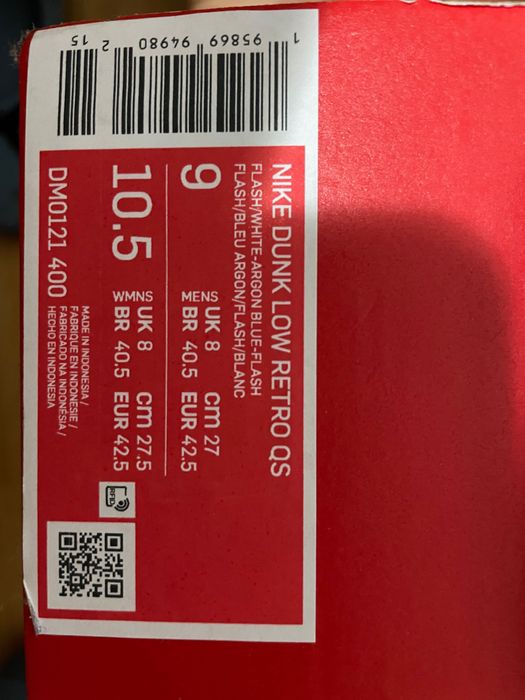 NIKE DUNK LOW RETRO QS
FLASH/WHITE-ARGON BLUE-FLASH
FLASH/BLEU ARGON/FLASH/BLANC
9
MENS UK 8 cm 27
BR 40.5 EUR 42.5
10.5
WMNS UK 8 cm 27.5
BR 40.5 EUR 42.5
DM0121 400
MADE IN INDONESIA /
FABRIQUE EN INDONESIE /
FABRICADO NA INDONÉSIA /
HECHO EN INDONESIA
RFID
1 95869 94980 2 15